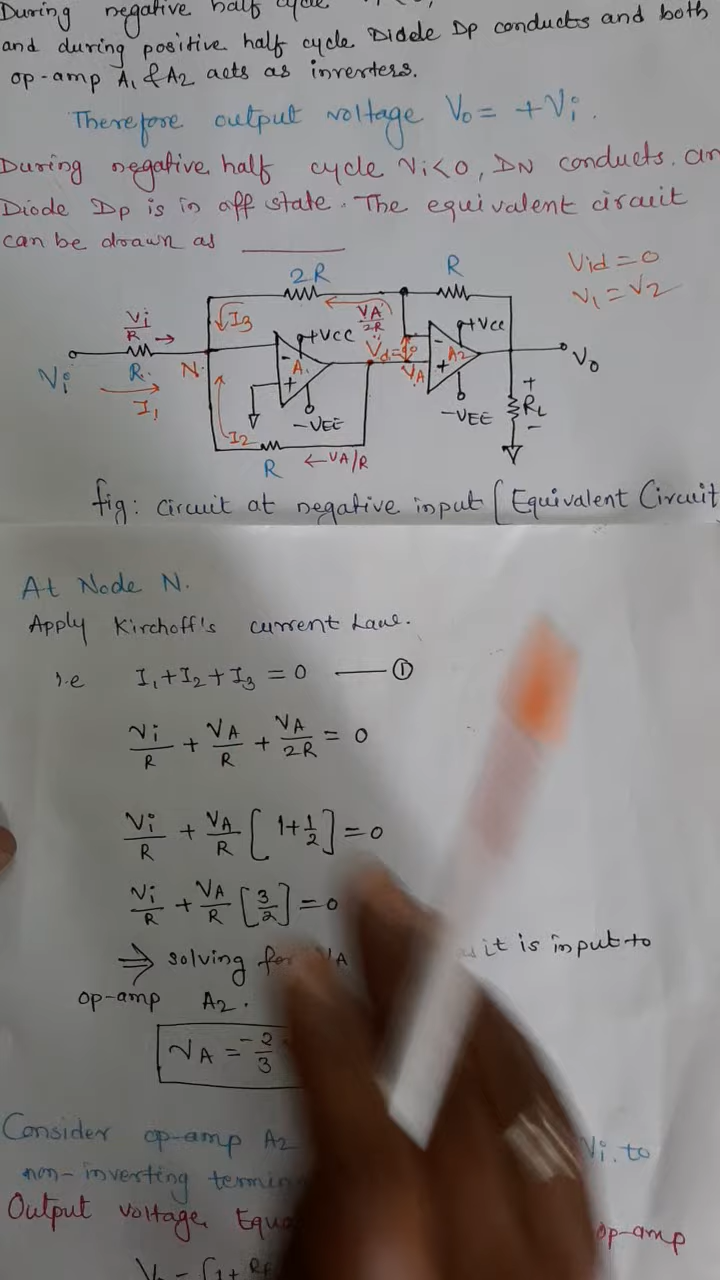 During negative half cycle
and during positive half cycle Diode Dp conducts and both
op-amp A1 & A2 acts as inverters.
Therefore output voltage Vo = +Vi.
During negative half cycle Vi<0, DN conducts. an
Diode Dp is in off state. The equivalent circuit
can be drawn as
Vid = 0
V1 = V2
2R
R
Vi/R
I3
VA/2R
+Vcc
+Vcc
Vd=0
Vi
R
N
A1
A2
VA
Vo
I1
-VEE
-VEE
+
RL
-
I2
R
VA/R
fig: circuit at negative input [Equivalent Circuit
At Node N.
Apply Kirchoff's current Law.
i.e I1+I2+I3 = 0 — ①
Vi/R + VA/R + VA/2R = 0
Vi/R + VA/R [1+1/2] = 0
Vi/R + VA/R [3/2] = 0
⇒ solving for VA it is input to
op-amp A2.
VA = -2/3
Consider op-amp A2 Vi. to
non-inverting
Output voltage op-amp